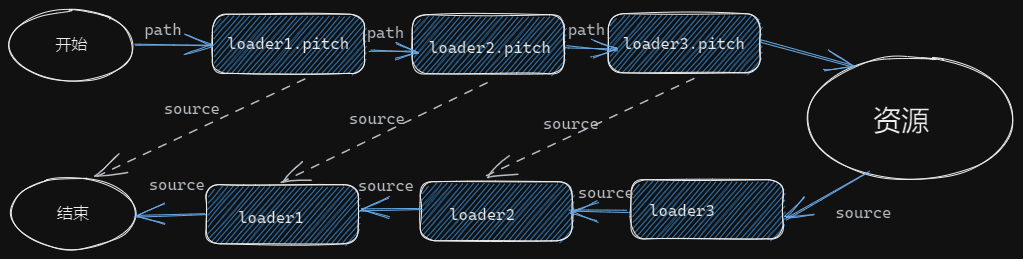 开始
path
loader1.pitch
path
loader2.pitch
path
loader3.pitch
资源
source
source
source
结束
source
loader1
source
loader2
source
loader3
source